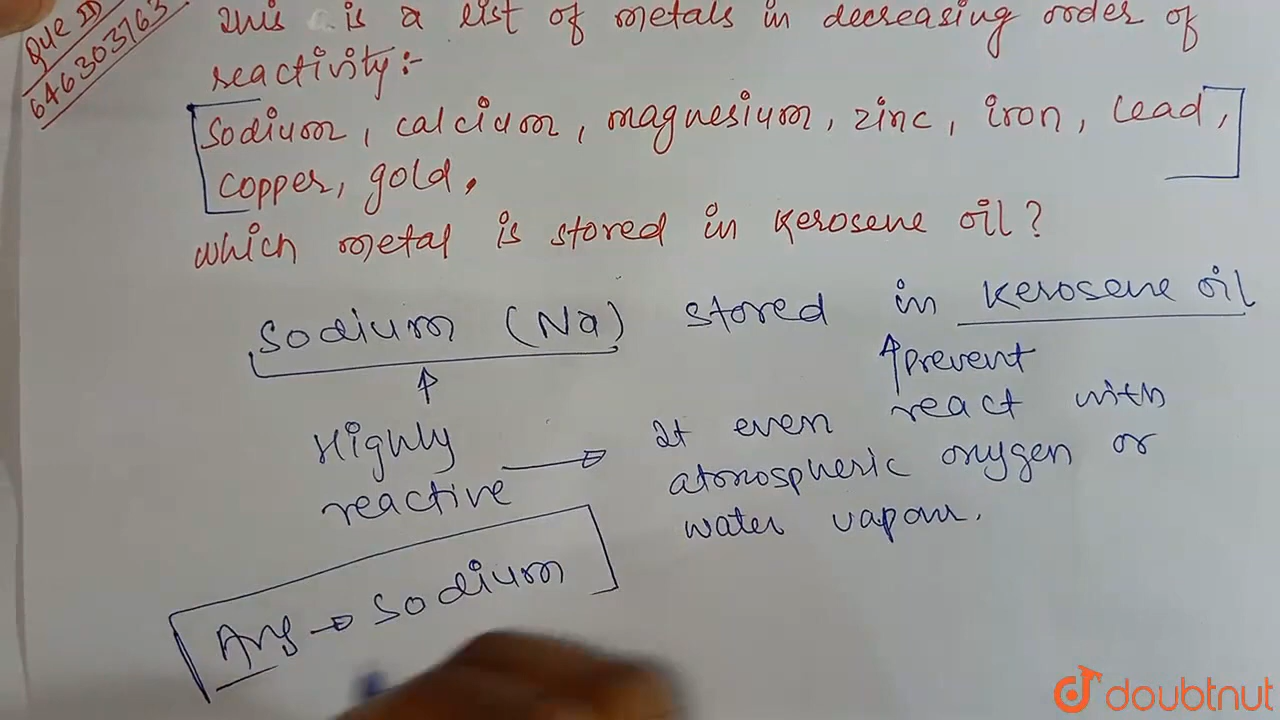 Que ID
646303763
This is a list of metals in decreasing order of
reactivity:-
Sodium, calcium, magnesium, zinc, iron, lead,
copper, gold,
which metal is stored in kerosene oil?
Sodium (Na) stored in kerosene oil
prevent
Highly
reactive
It even react with
atmospheric oxygen or
water vapour.
Ans → Sodium
doubtnut